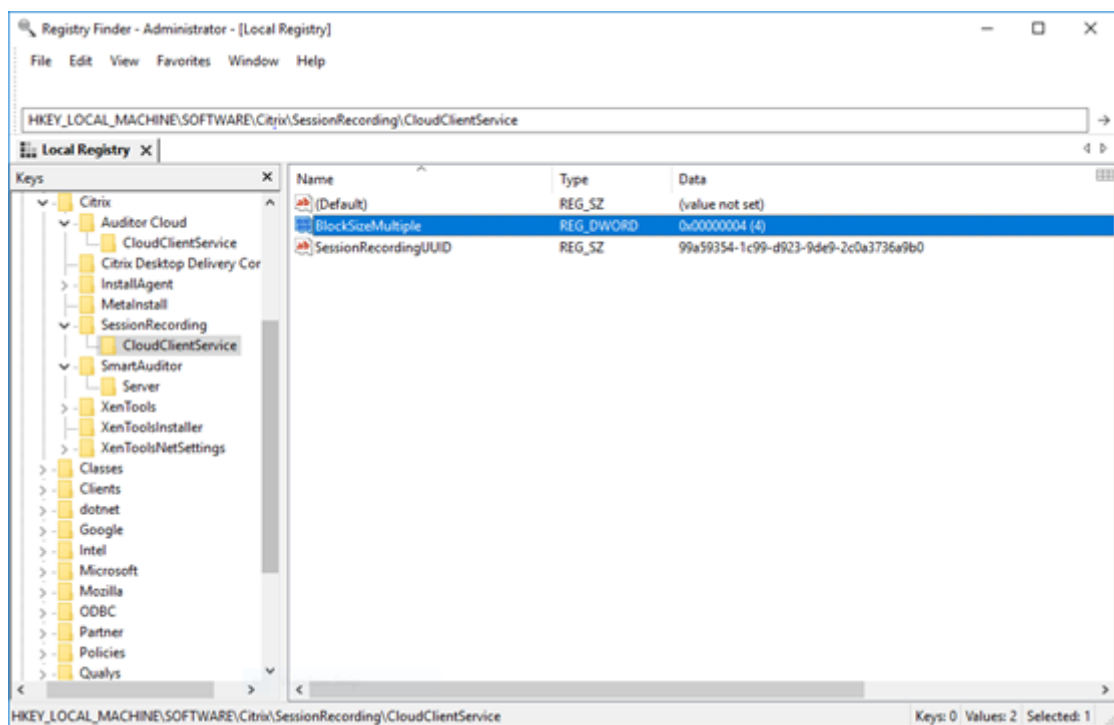 Registry Finder - Administrator - [Local Registry]
File Edit View Favorites Window Help
HKEY_LOCAL_MACHINE\SOFTWARE\Citrix\SessionRecording\CloudClientService
Local Registry
Keys
Name Type Data
Citrix
Auditor Cloud
CloudClientService
Citrix Desktop Delivery Cor
InstallAgent
MetaInstall
SessionRecording
CloudClientService
SmartAuditor
Server
XenTools
XenToolsInstaller
XenToolsNetSettings
Classes
Clients
dotnet
Google
Intel
Microsoft
Mozilla
ODBC
Partner
Policies
Qualys
(Default) REG_SZ (value not set)
BlockSizeMultiple REG_DWORD 0x00000004 (4)
SessionRecordingUUID REG_SZ 99a59354-1c99-d923-9de9-2c0a3736a9b0
HKEY_LOCAL_MACHINE\SOFTWARE\Citrix\SessionRecording\CloudClientService
Keys: 0 Values: 2 Selected: 1